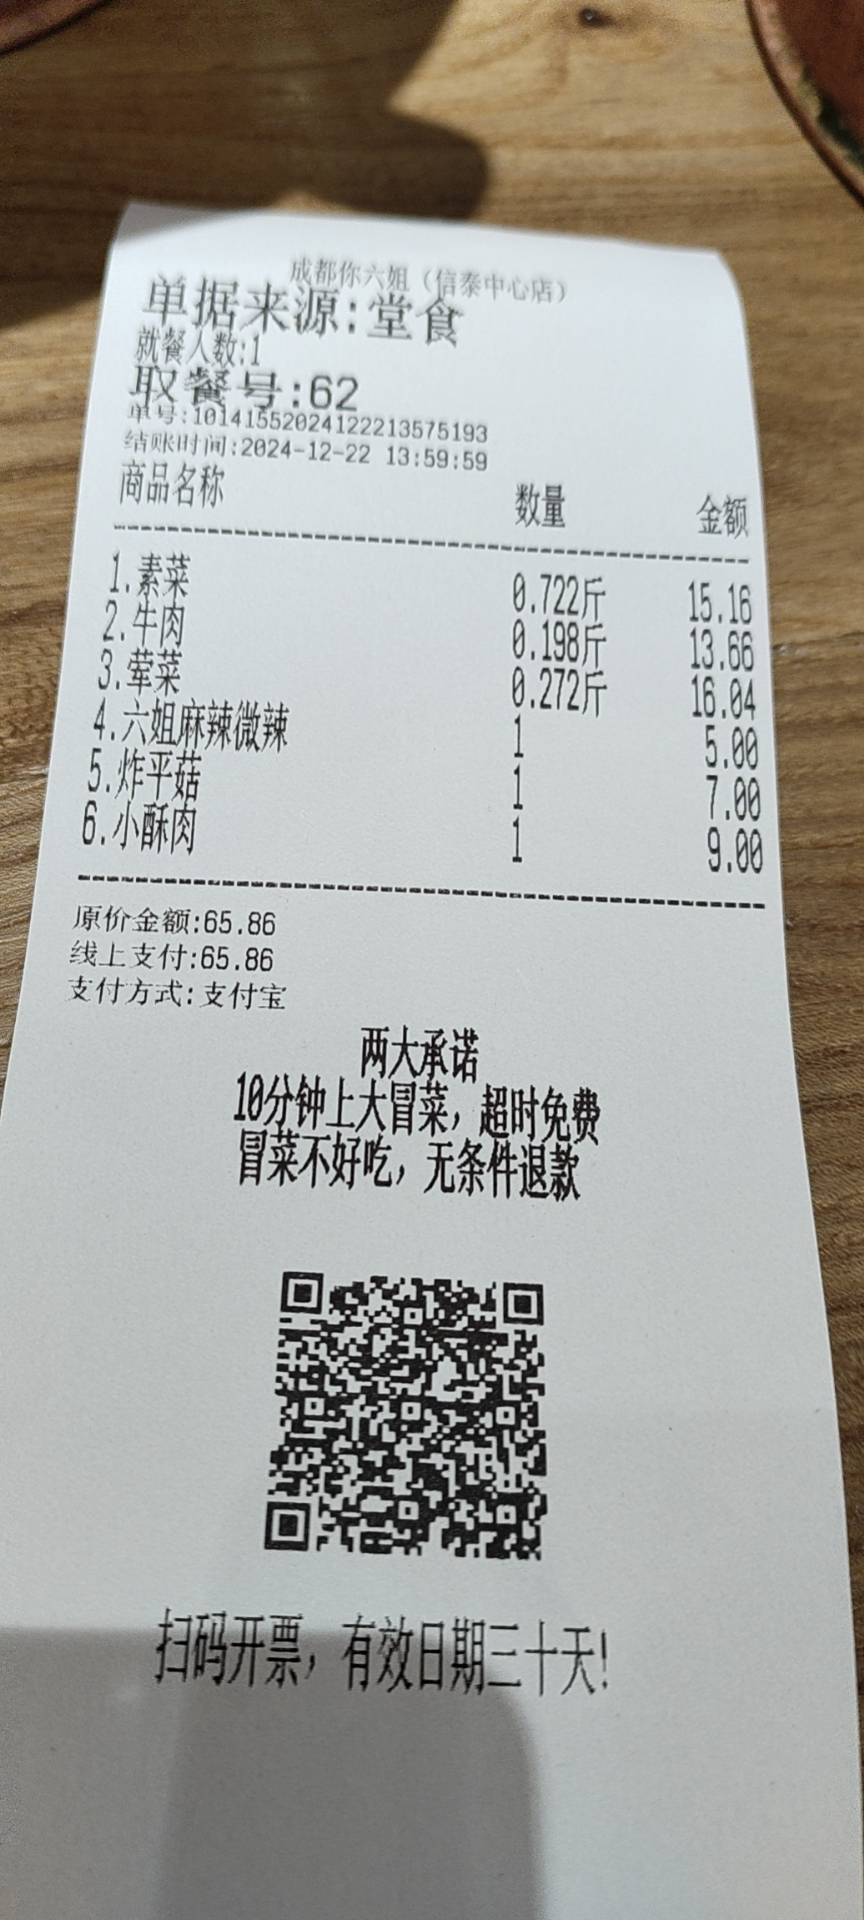 成都你六姐（信泰中心店）
单据来源:堂食
就餐人数:1
取餐号:62
单号:10141552024122213575193
结账时间:2024-12-22 13:59:59
商品名称 数量 金额
1.素菜 0.722斤 15.16
2.牛肉 0.198斤 13.66
3.荤菜 0.272斤 16.04
4.六姐麻辣微辣 1 5.00
5.炸平菇 1 7.00
6.小酥肉 1 9.00
原价金额:65.86
线上支付:65.86
支付方式:支付宝
两大承诺
10分钟上大冒菜，超时免费
冒菜不好吃，无条件退款
扫码开票，有效日期三十天!